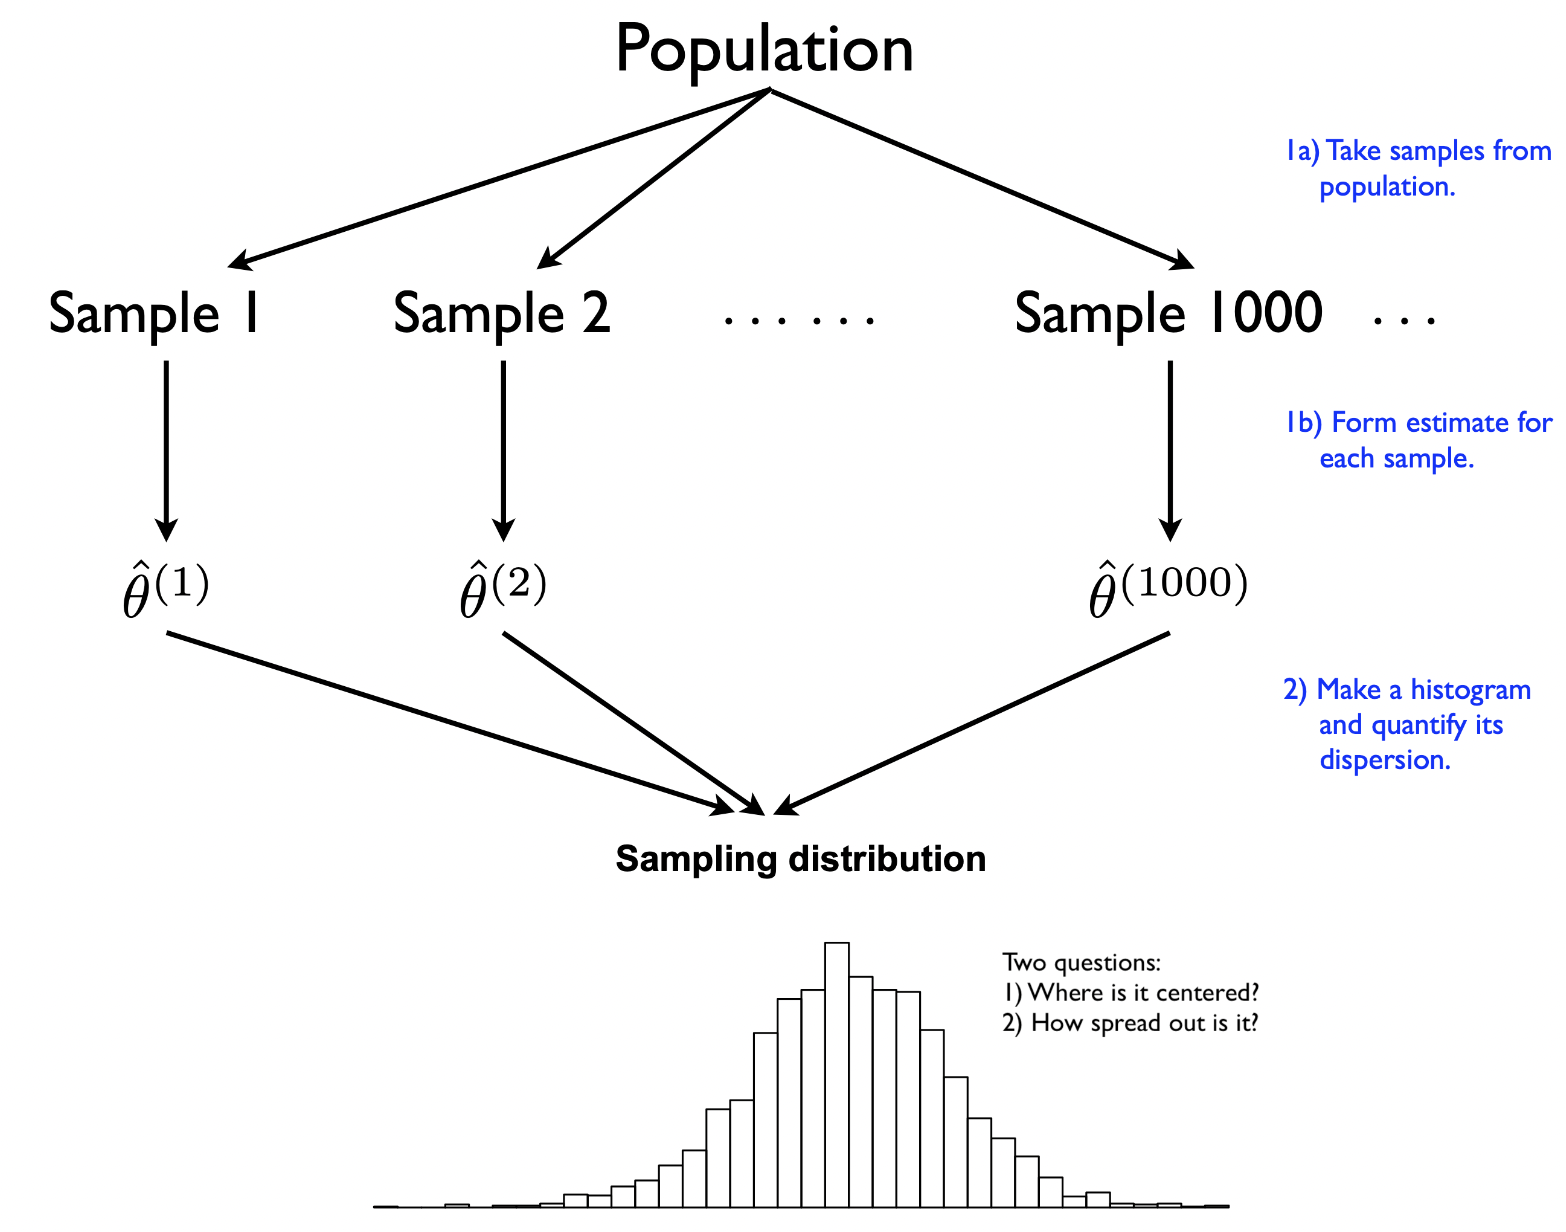 Population
1a) Take samples from
population.
Sample 1
Sample 2
. . . . . .
Sample 1000
. . .
1b) Form estimate for
each sample.
θ̂⁽¹⁾
θ̂⁽²⁾
θ̂⁽¹⁰⁰⁰⁾
2) Make a histogram
and quantify its
dispersion.
Sampling distribution
Two questions:
1) Where is it centered?
2) How spread out is it?